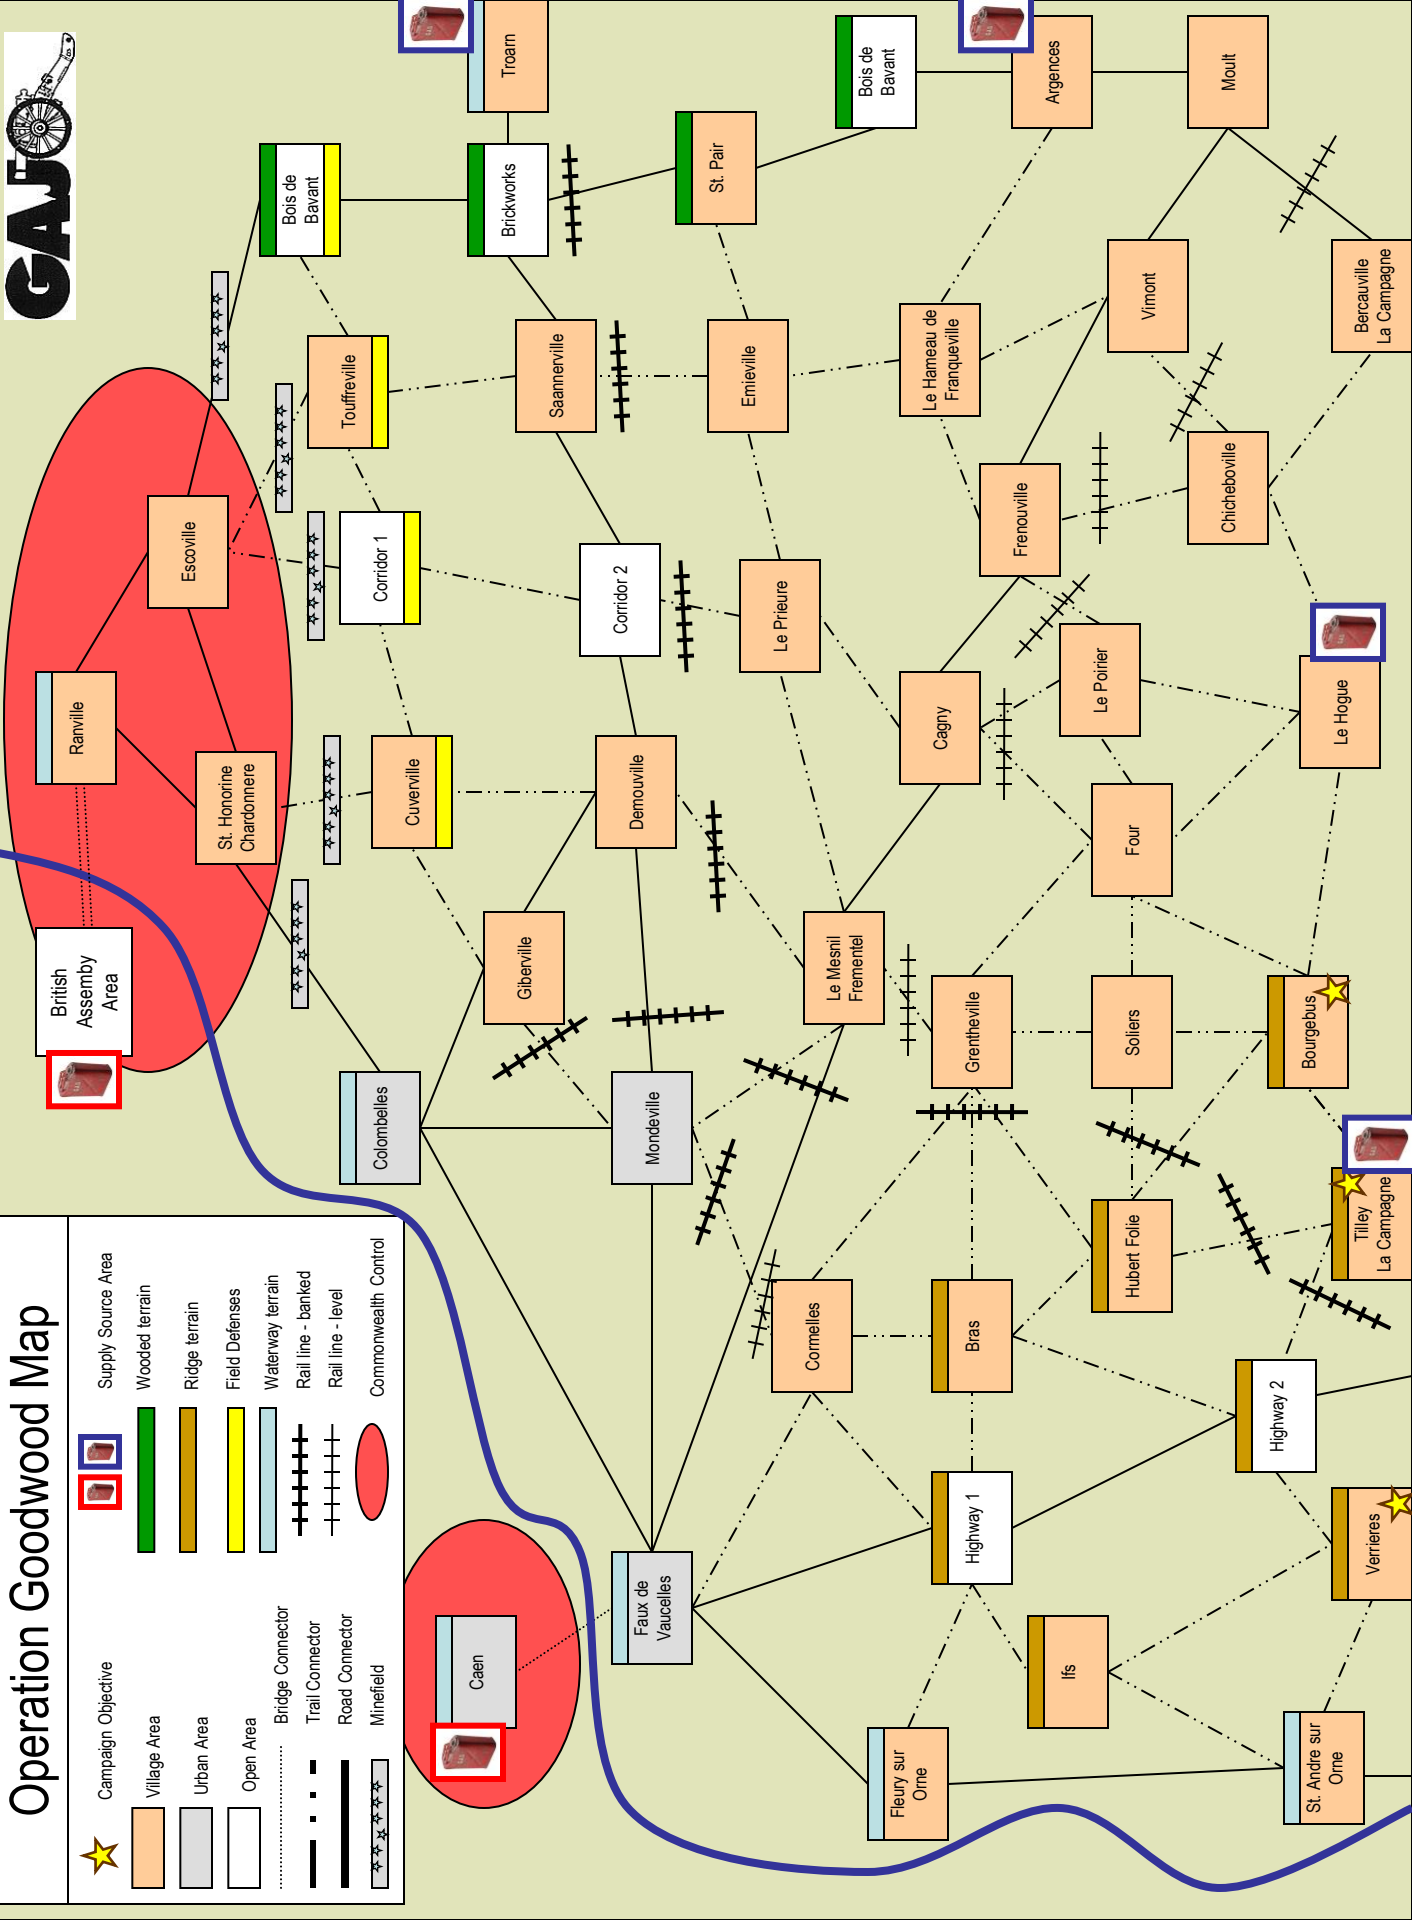 Operation Goodwood Map
Campaign Objective
Village Area
Urban Area
Open Area
Bridge Connector
Trail Connector
Road Connector
Minefield
Supply Source Area
Wooded terrain
Ridge terrain
Field Defenses
Waterway terrain
Rail line - banked
Rail line - level
Commonwealth Control
GAJO
British
Assemby
Area
Ranville
Escoville
St. Honorine
Chardonnere
Bois de
Bavant
Troarn
Brickworks
Touffreville
Corridor 1
Cuverville
Colombelles
Caen
Saannerville
Corridor 2
Demouville
Giberville
Mondeville
Faux de
Vaucelles
St. Pair
Emieville
Le Prieure
Le Mesnil
Frementel
Cormelles
Bois de
Bavant
Argences
Moult
Le Hameau de
Franqueville
Vimont
Bercauville
La Campagne
Frenouville
Chicheboville
Cagny
Le Poirier
Le Hogue
Four
Grentheville
Soliers
Bourgebus
Bras
Hubert Folie
Tilley
La Campagne
Highway 1
Highway 2
Ifs
Verrieres
Fleury sur
Orne
St. Andre sur
Orne